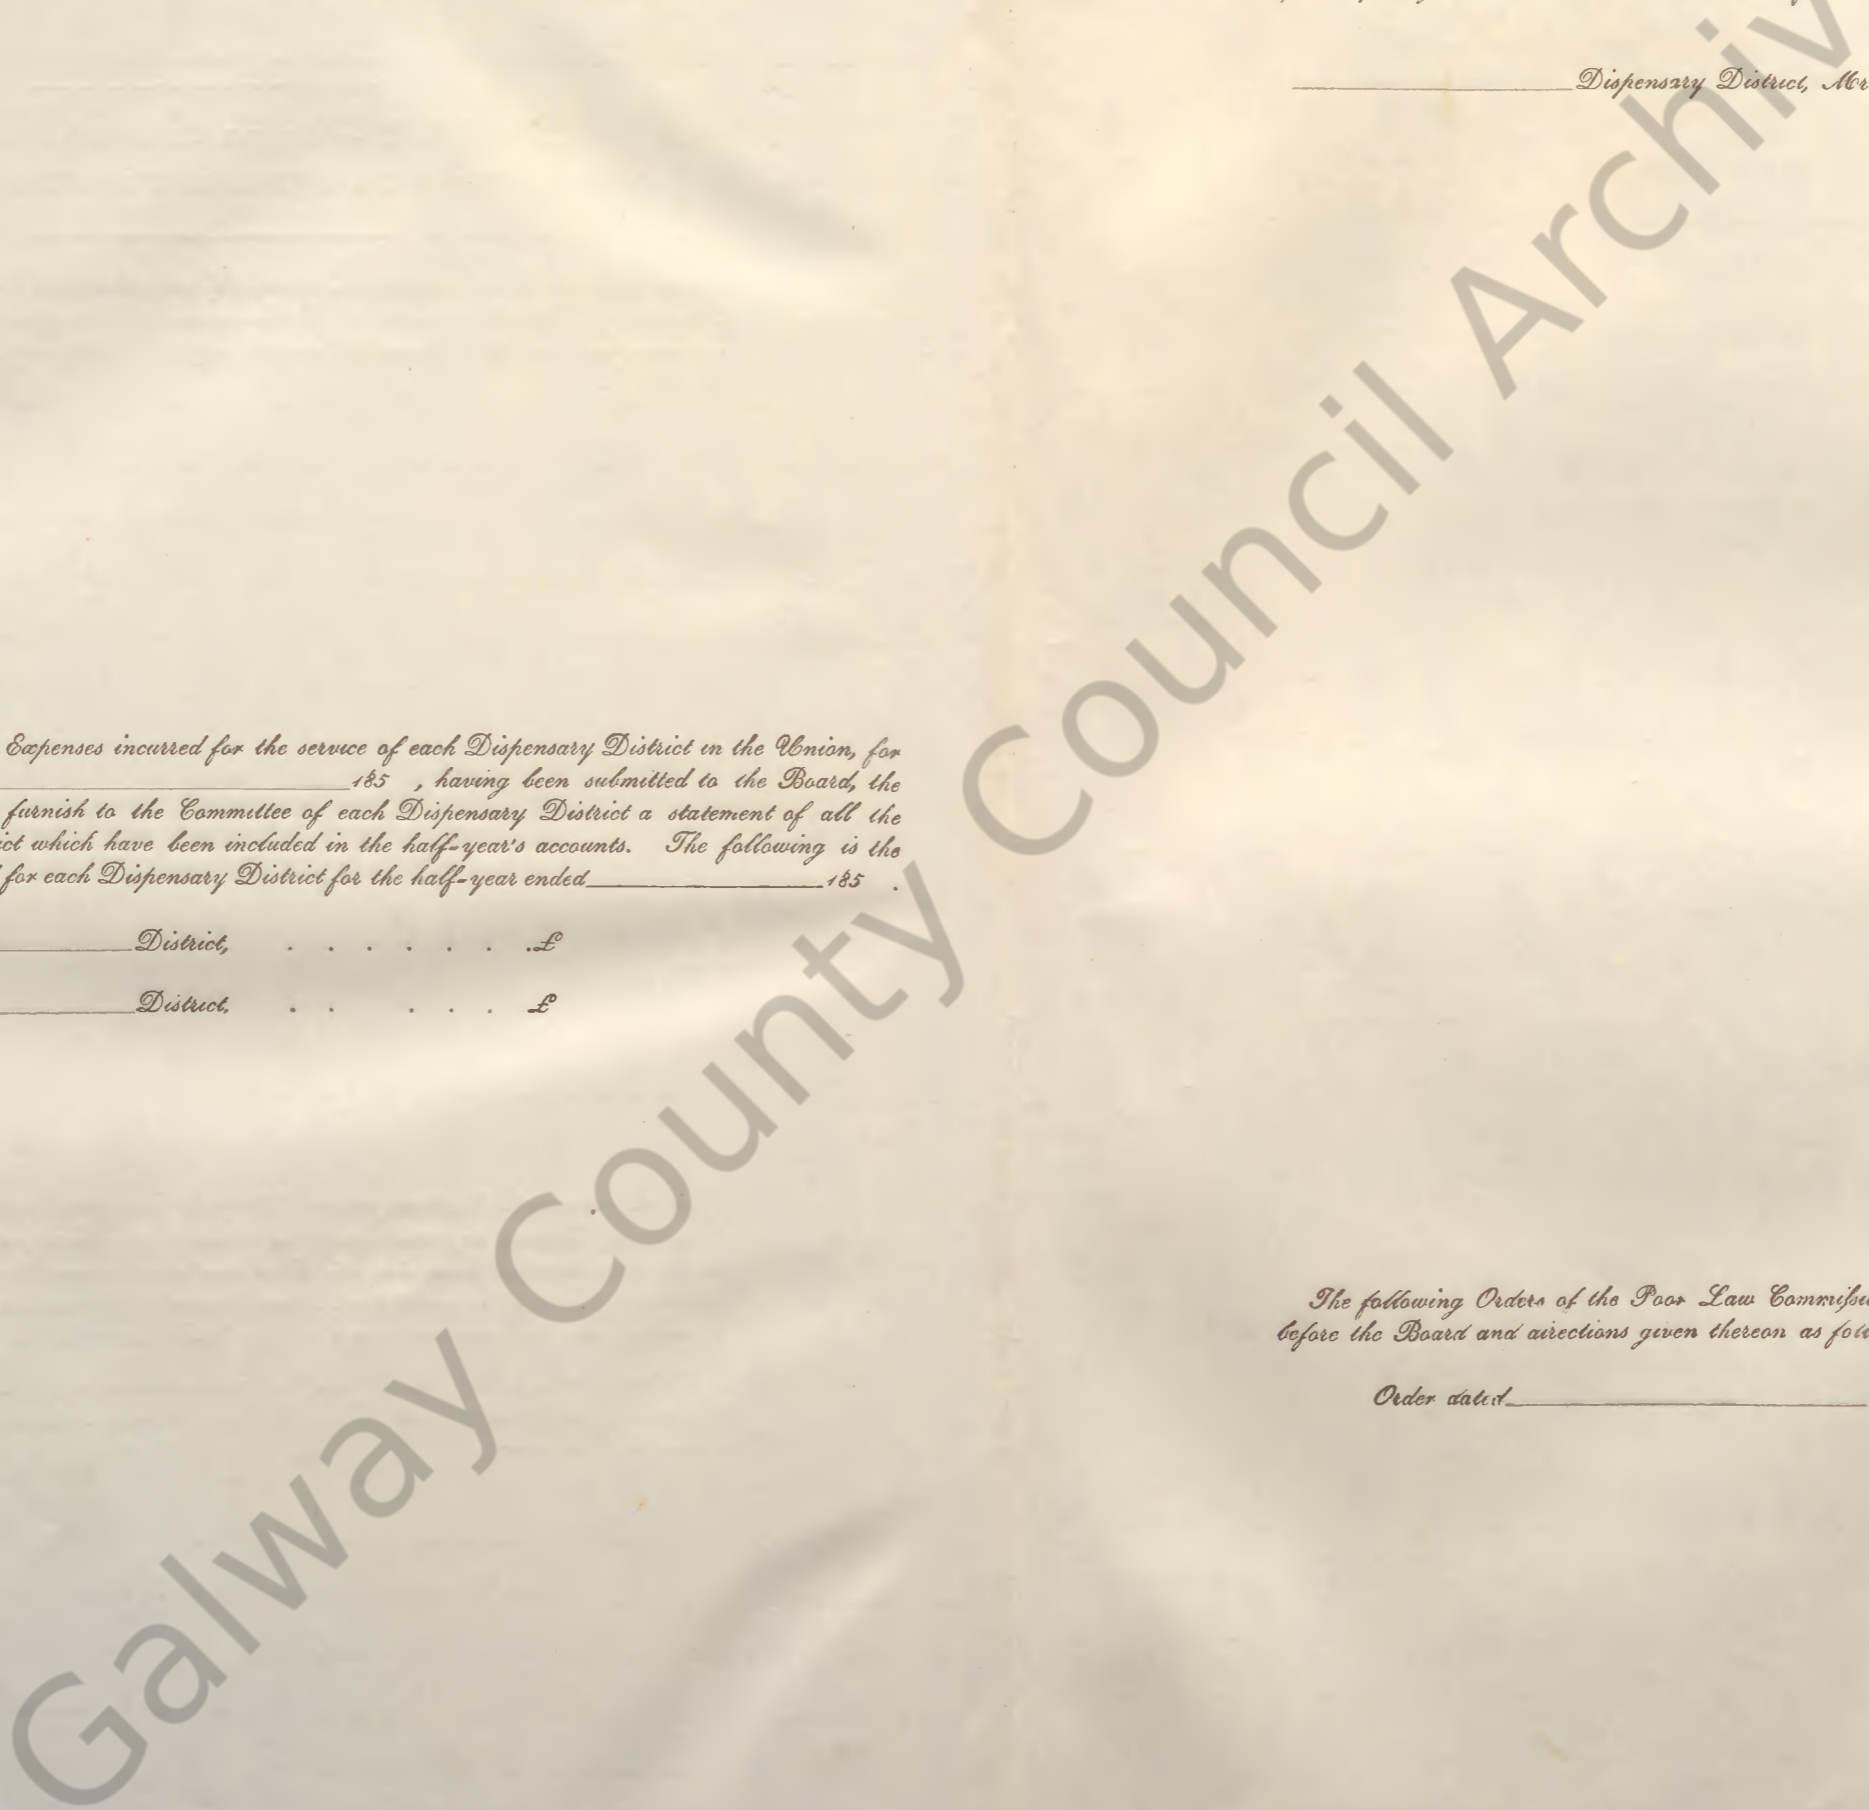 Expenses incurred for the service of each Dispensary District in the Union, for
185 , having been submitted to the Board, the
furnish to the Committee of each Dispensary District a statement of all the
ict which have been included in the half-year's accounts. The following is the
for each Dispensary District for the half-year ended 185 .
District, . . . . . . .£
District. . . . . . £
Dispensary District, Mr
The following Orders of the Poor Law Commissi
before the Board and directions given thereon as foll
Order dated
Galway County Council Archiv